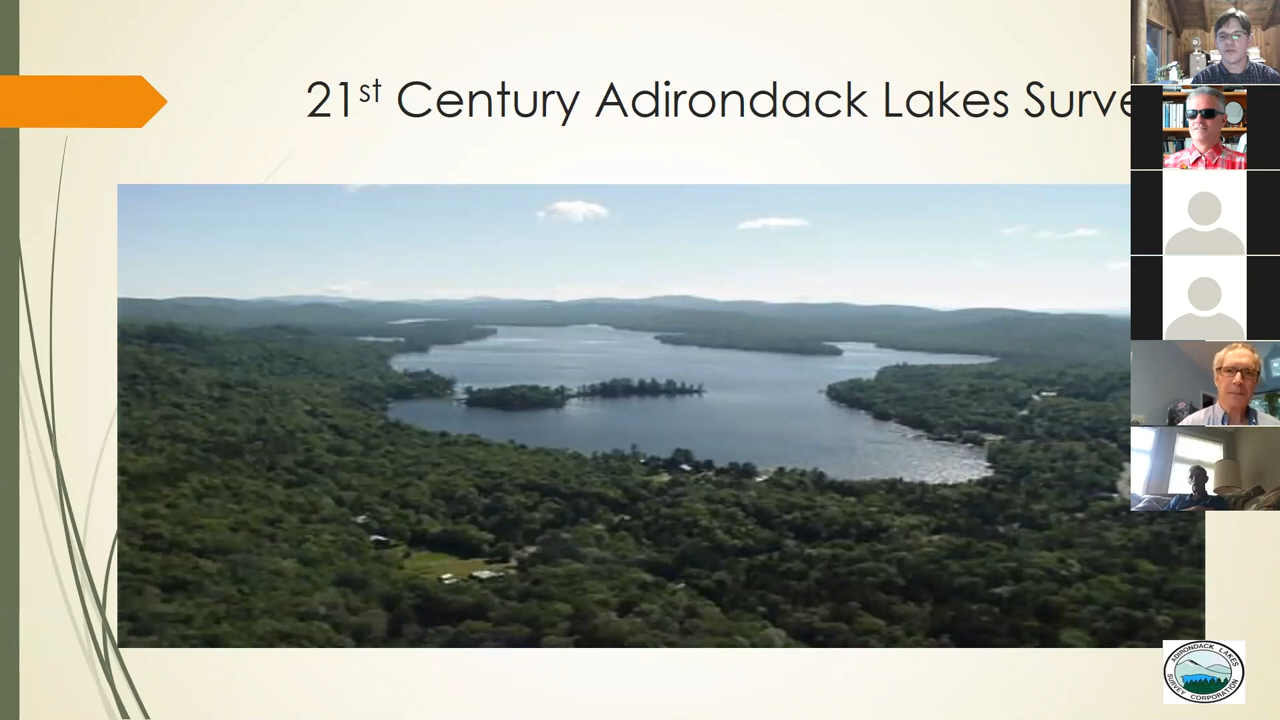 21st Century Adirondack Lakes Surve
ADIRONDACK LAKES
SURVEY CORPORATION